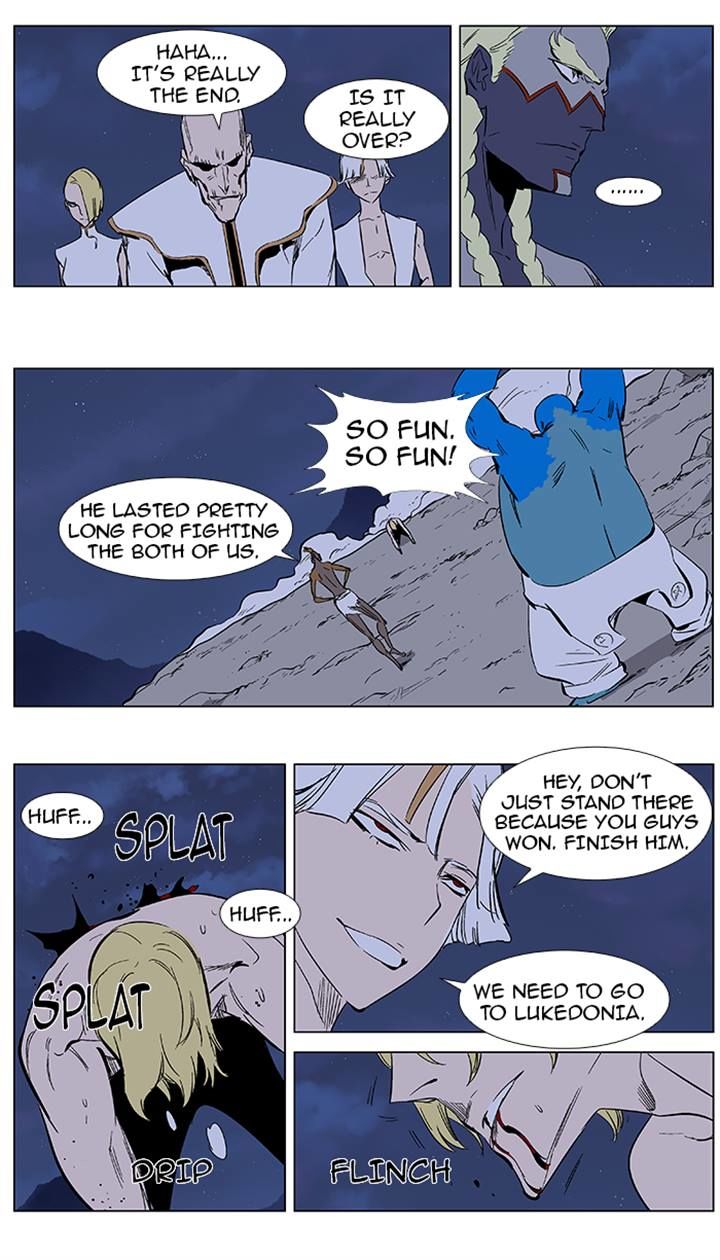 HAHA...
IT'S REALLY
THE END.
IS IT
REALLY
OVER?
......
SO FUN.
SO FUN!
HE LASTED PRETTY
LONG FOR FIGHTING
THE BOTH OF US.
HUFF...
SPLAT
HUFF...
SPLAT
DRIP
HEY, DON'T
JUST STAND THERE
BECAUSE YOU GUYS
WON. FINISH HIM.
WE NEED TO GO
TO LUKEDONIA.
FLINCH